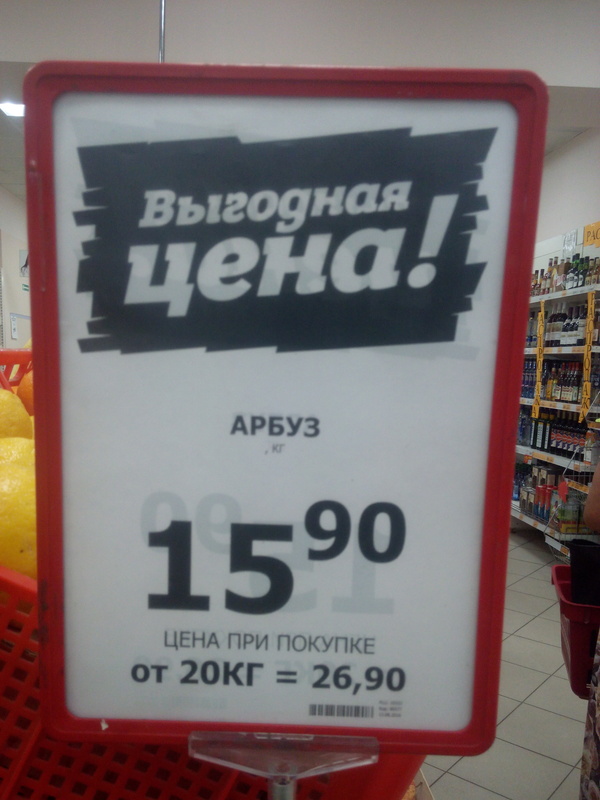 Выгодная
цена!
АРБУЗ
, КГ
15 90
ЦЕНА ПРИ ПОКУПКЕ
от 20КГ = 26,90